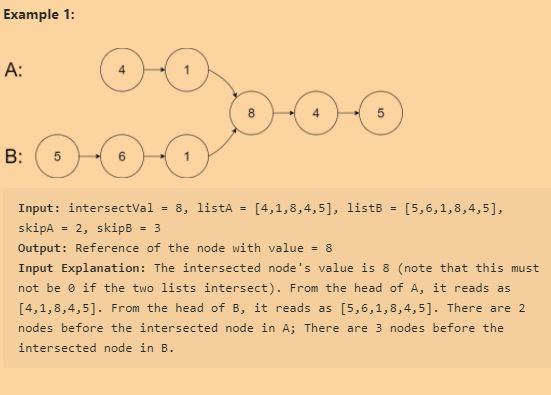 Example 1:
A: 4 1
8 4 5
B: 5 6 1
Input: intersectVal = 8, listA = [4,1,8,4,5], listB = [5,6,1,8,4,5],
skipA = 2, skipB = 3
Output: Reference of the node with value = 8
Input Explanation: The intersected node's value is 8 (note that this must
not be 0 if the two lists intersect). From the head of A, it reads as
[4,1,8,4,5]. From the head of B, it reads as [5,6,1,8,4,5]. There are 2
nodes before the intersected node in A; There are 3 nodes before the
intersected node in B.